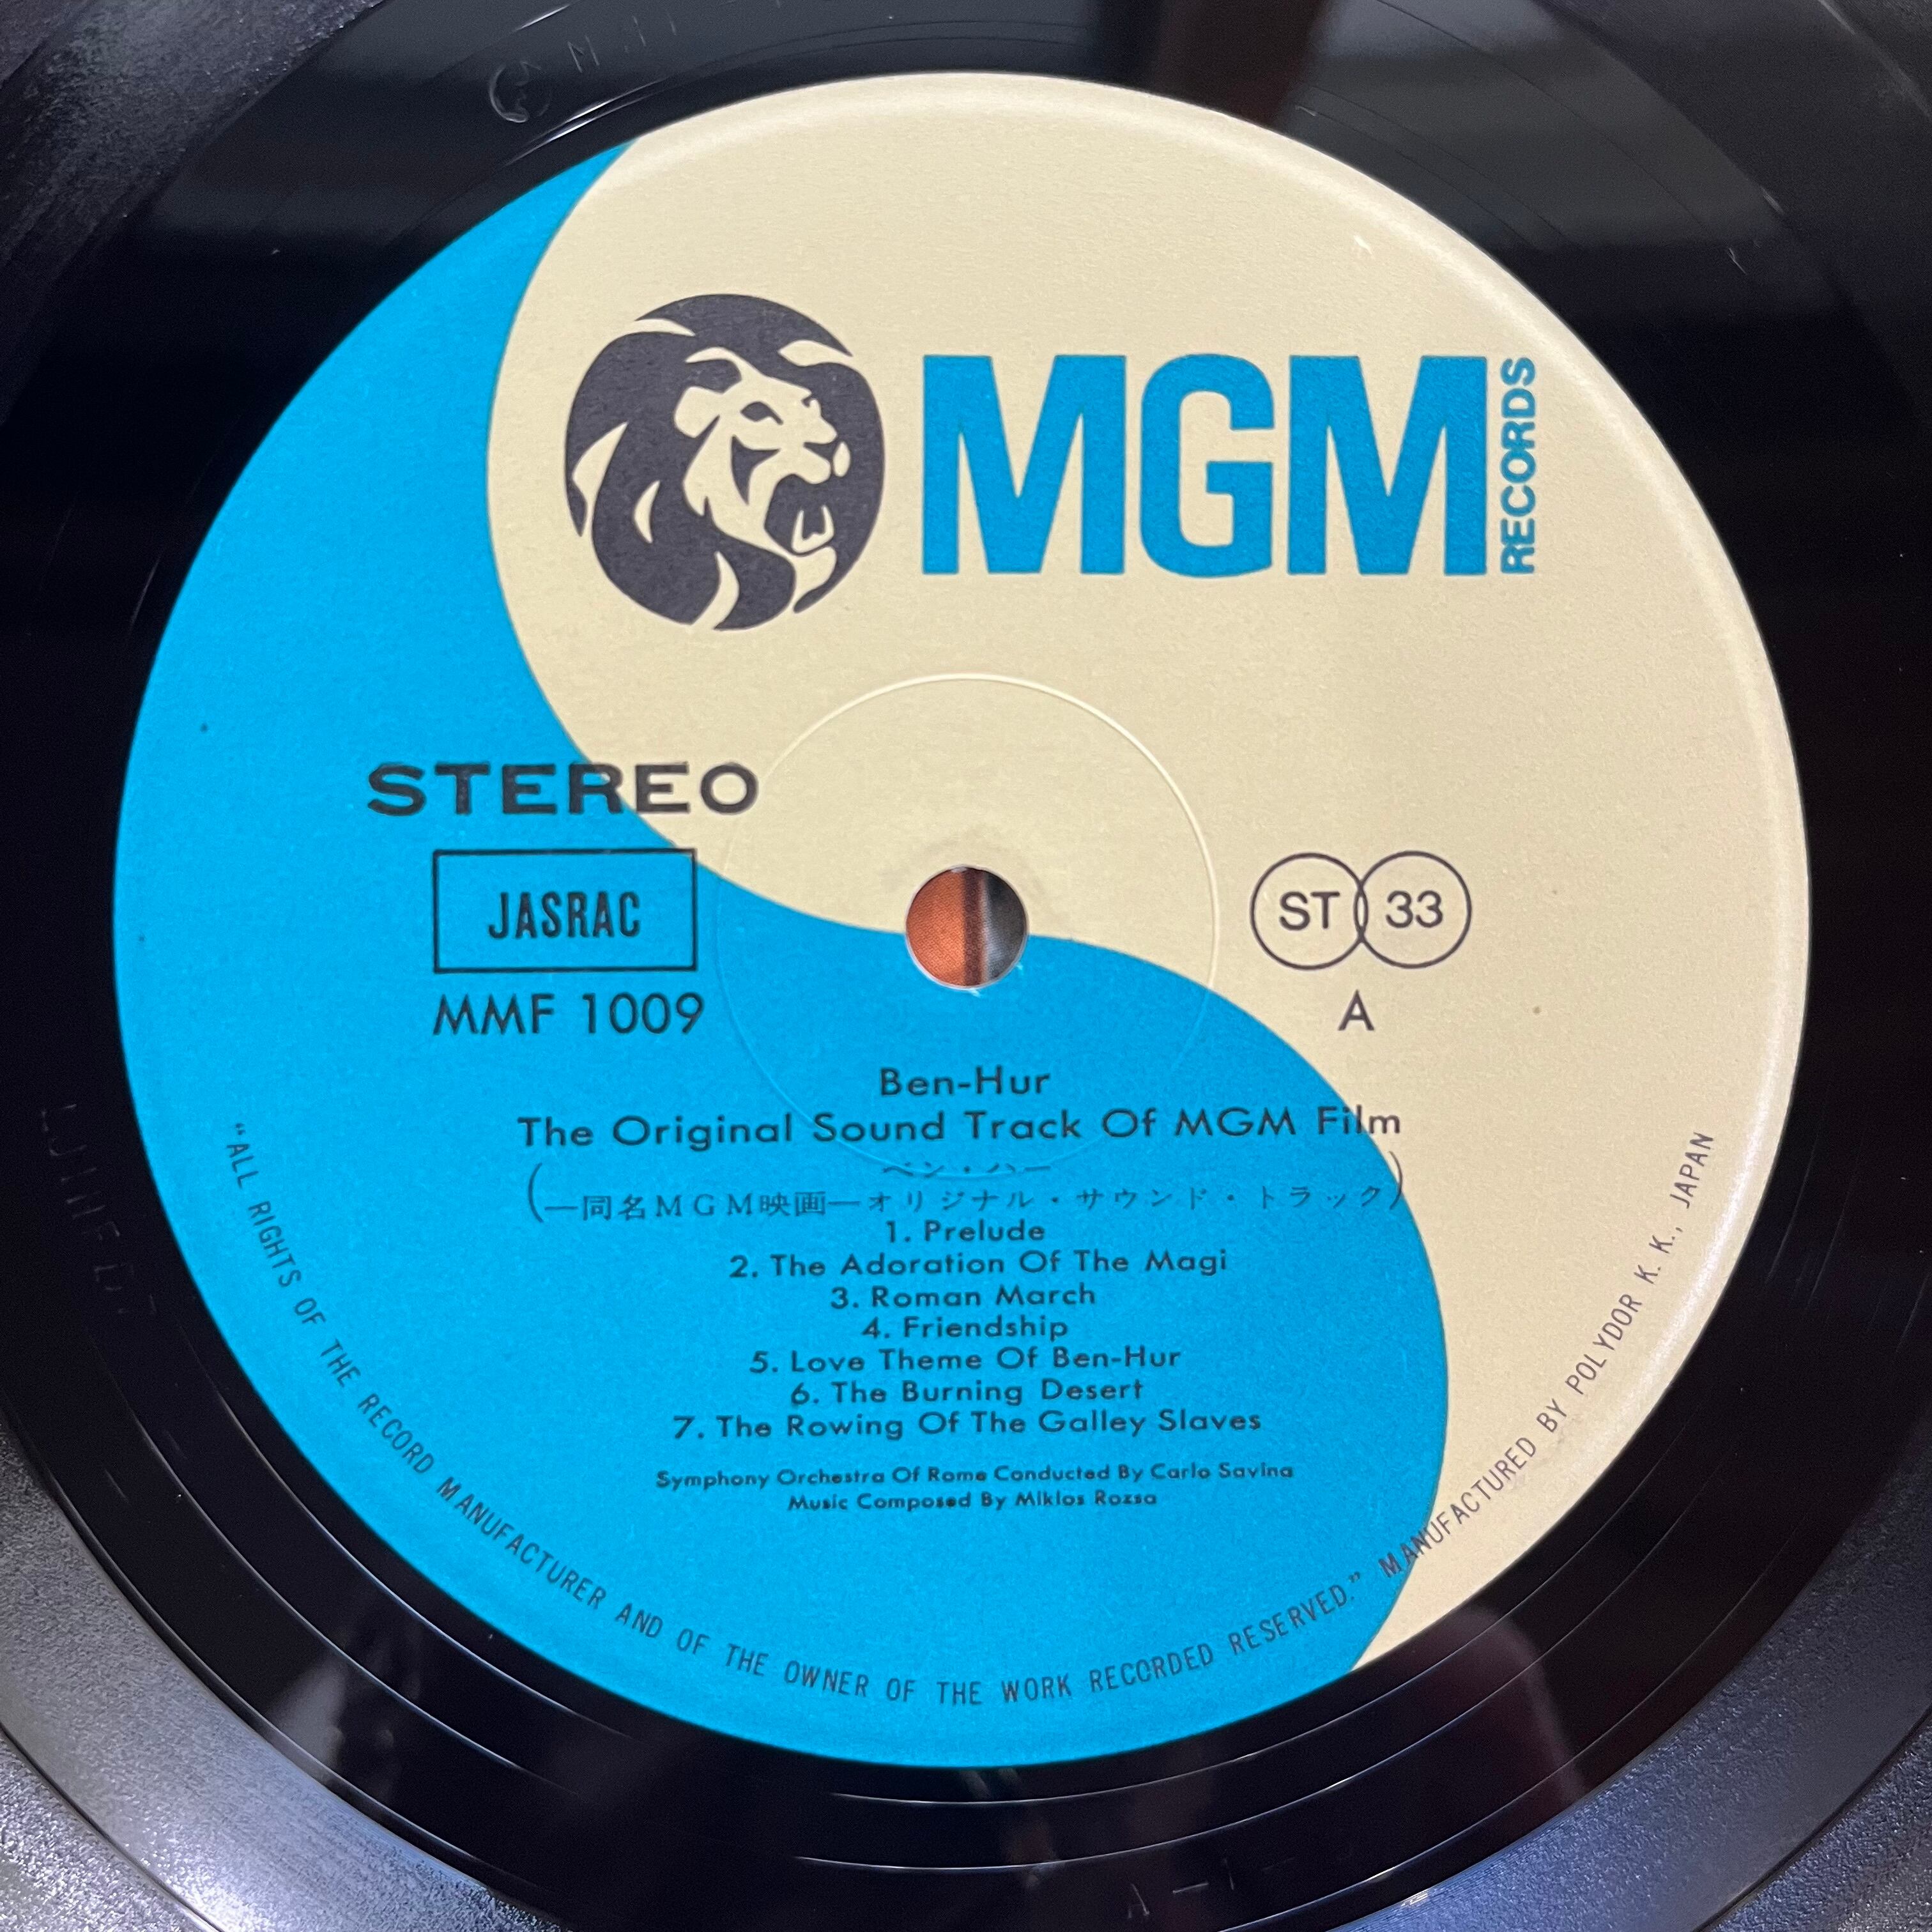 MGM RECORDS
STEREO
JASRAC
ST 33
MMF 1009
A
Ben-Hur
The Original Sound Track Of MGM Film
ベン・ハー
(—同名MGM映画—オリジナル・サウンド・トラック)
1. Prelude
2. The Adoration Of The Magi
3. Roman March
4. Friendship
5. Love Theme Of Ben-Hur
6. The Burning Desert
7. The Rowing Of The Galley Slaves
Symphony Orchestra Of Rome Conducted By Carlo Savina
Music Composed By Miklos Rozsa
"ALL RIGHTS OF THE RECORD MANUFACTURER AND OF THE OWNER OF THE WORK RECORDED RESERVED." MANUFACTURED BY POLYDOR K. K., JAPAN